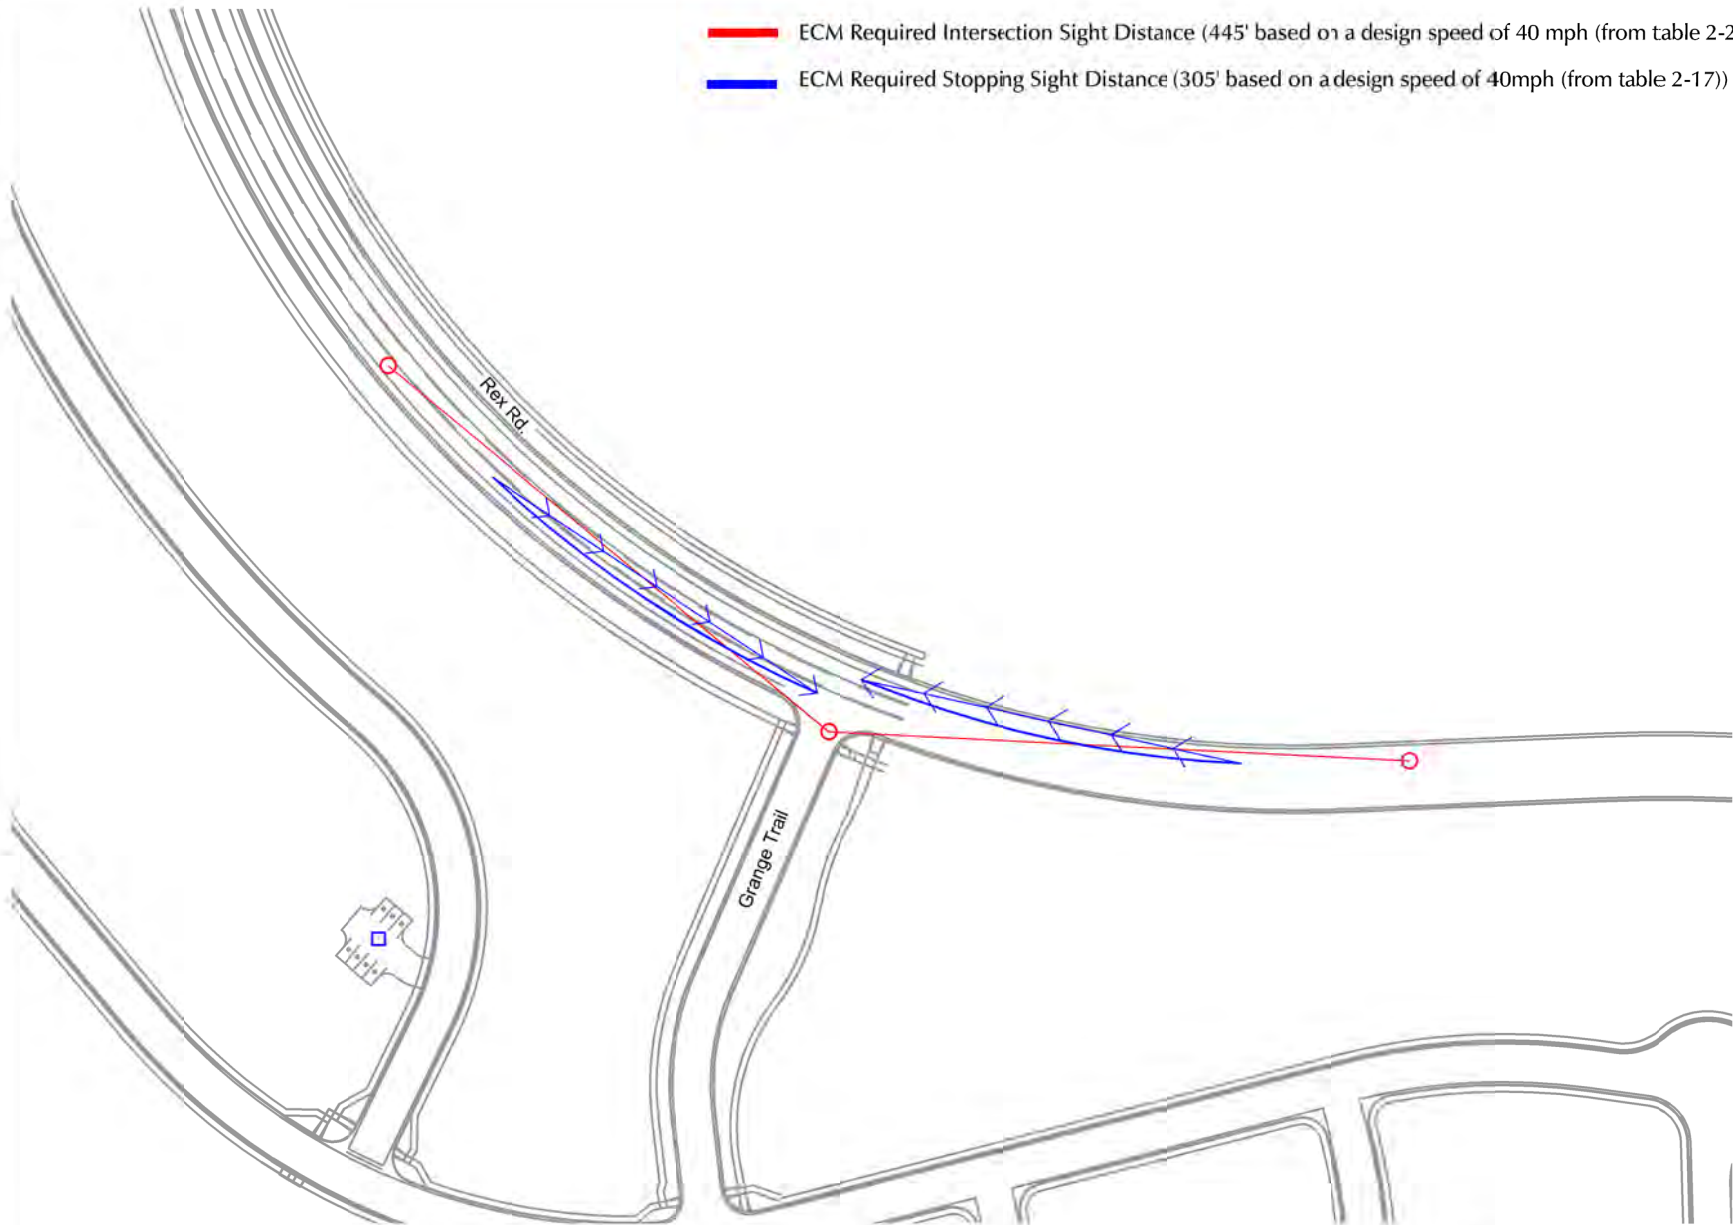 ECM Required Intersection Sight Distance (445' based on a design speed of 40 mph (from table 2-2
ECM Required Stopping Sight Distance (305' based on a design speed of 40mph (from table 2-17))
Rex Rd.
Grange Trail